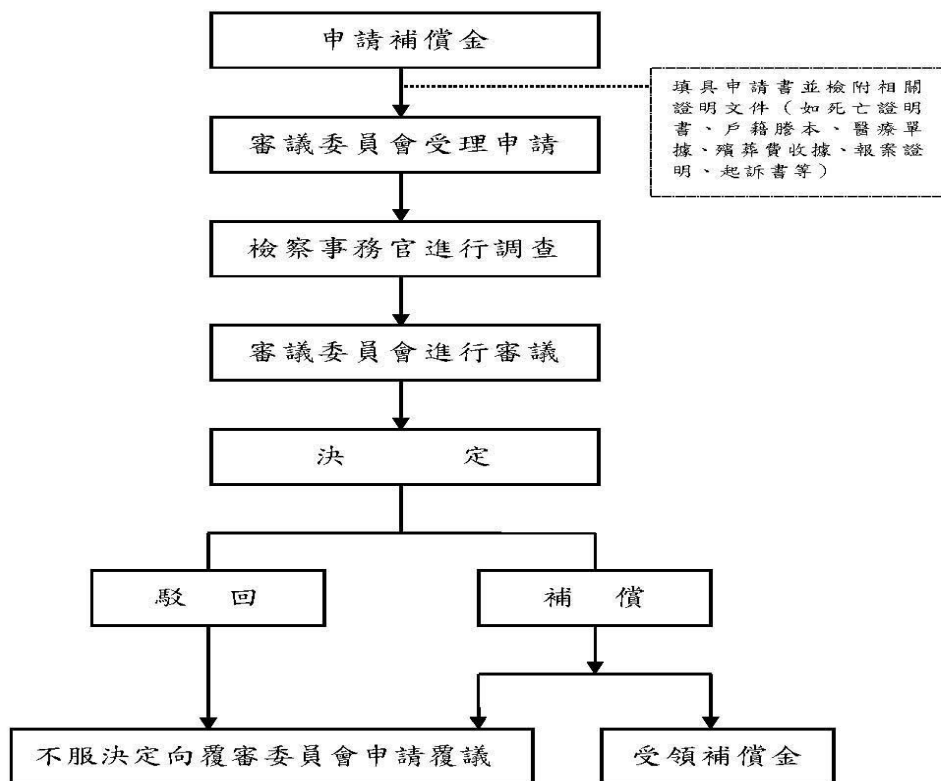 申請補償金
填具申請書並檢附相關
證明文件（如死亡證明
書、戶籍謄本、醫療單
據、殯葬費收據、報案證
明、起訴書等）
審議委員會受理申請
檢察事務官進行調查
審議委員會進行審議
決定
駁回
補償
不服決定向覆審委員會申請覆議
受領補償金